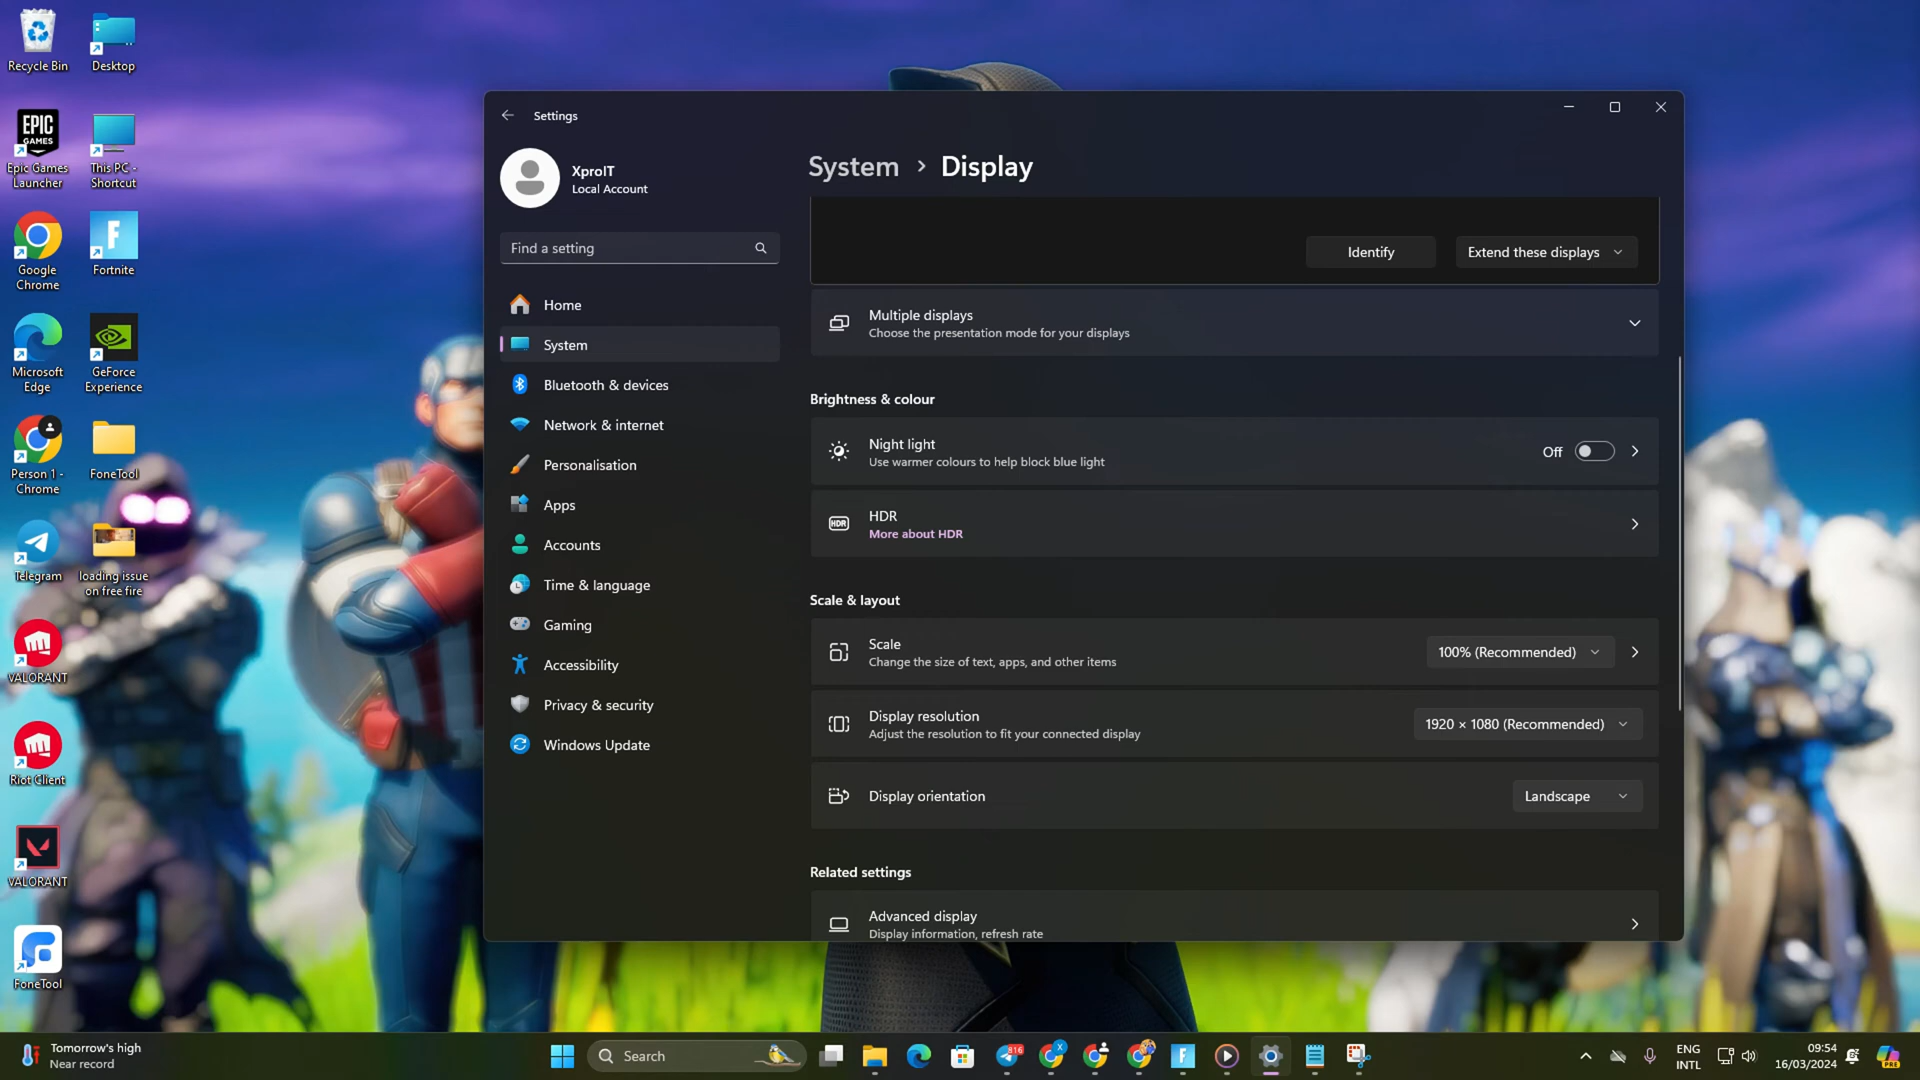 Recycle Bin
Desktop
EPIC
GAMES
Epic Games
Launcher
This PC -
Shortcut
Google
Chrome
Fortnite
Microsoft
Edge
GeForce
Experience
Person 1 -
Chrome
FoneTool
Telegram
loading issue
on free fire
VALORANT
Riot Client
VALORANT
FoneTool
Settings
XproIT
Local Account
Find a setting
Home
System
Bluetooth & devices
Network & internet
Personalisation
Apps
Accounts
Time & language
Gaming
Accessibility
Privacy & security
Windows Update
System > Display
Identify
Extend these displays
Multiple displays
Choose the presentation mode for your displays
Brightness & colour
Night light
Use warmer colours to help block blue light
Off
HDR
HDR
More about HDR
Scale & layout
Scale
Change the size of text, apps, and other items
100% (Recommended)
Display resolution
Adjust the resolution to fit your connected display
1920 × 1080 (Recommended)
Display orientation
Landscape
Related settings
Advanced display
Display information, refresh rate
Tomorrow's high
Near record
Search
816
X
ENG
INTL
09:54
16/03/2024
PRE